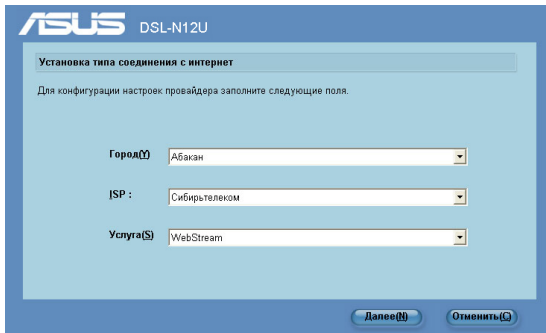 ASUS DSL-N12U
Установка типа соединения с интернет
Для конфигурации настроек провайдера заполните следующие поля.
Город(Y) Абакан
ISP : Сибирьтелеком
Услуга(S) WebStream
Далее(N) Отменить(C)